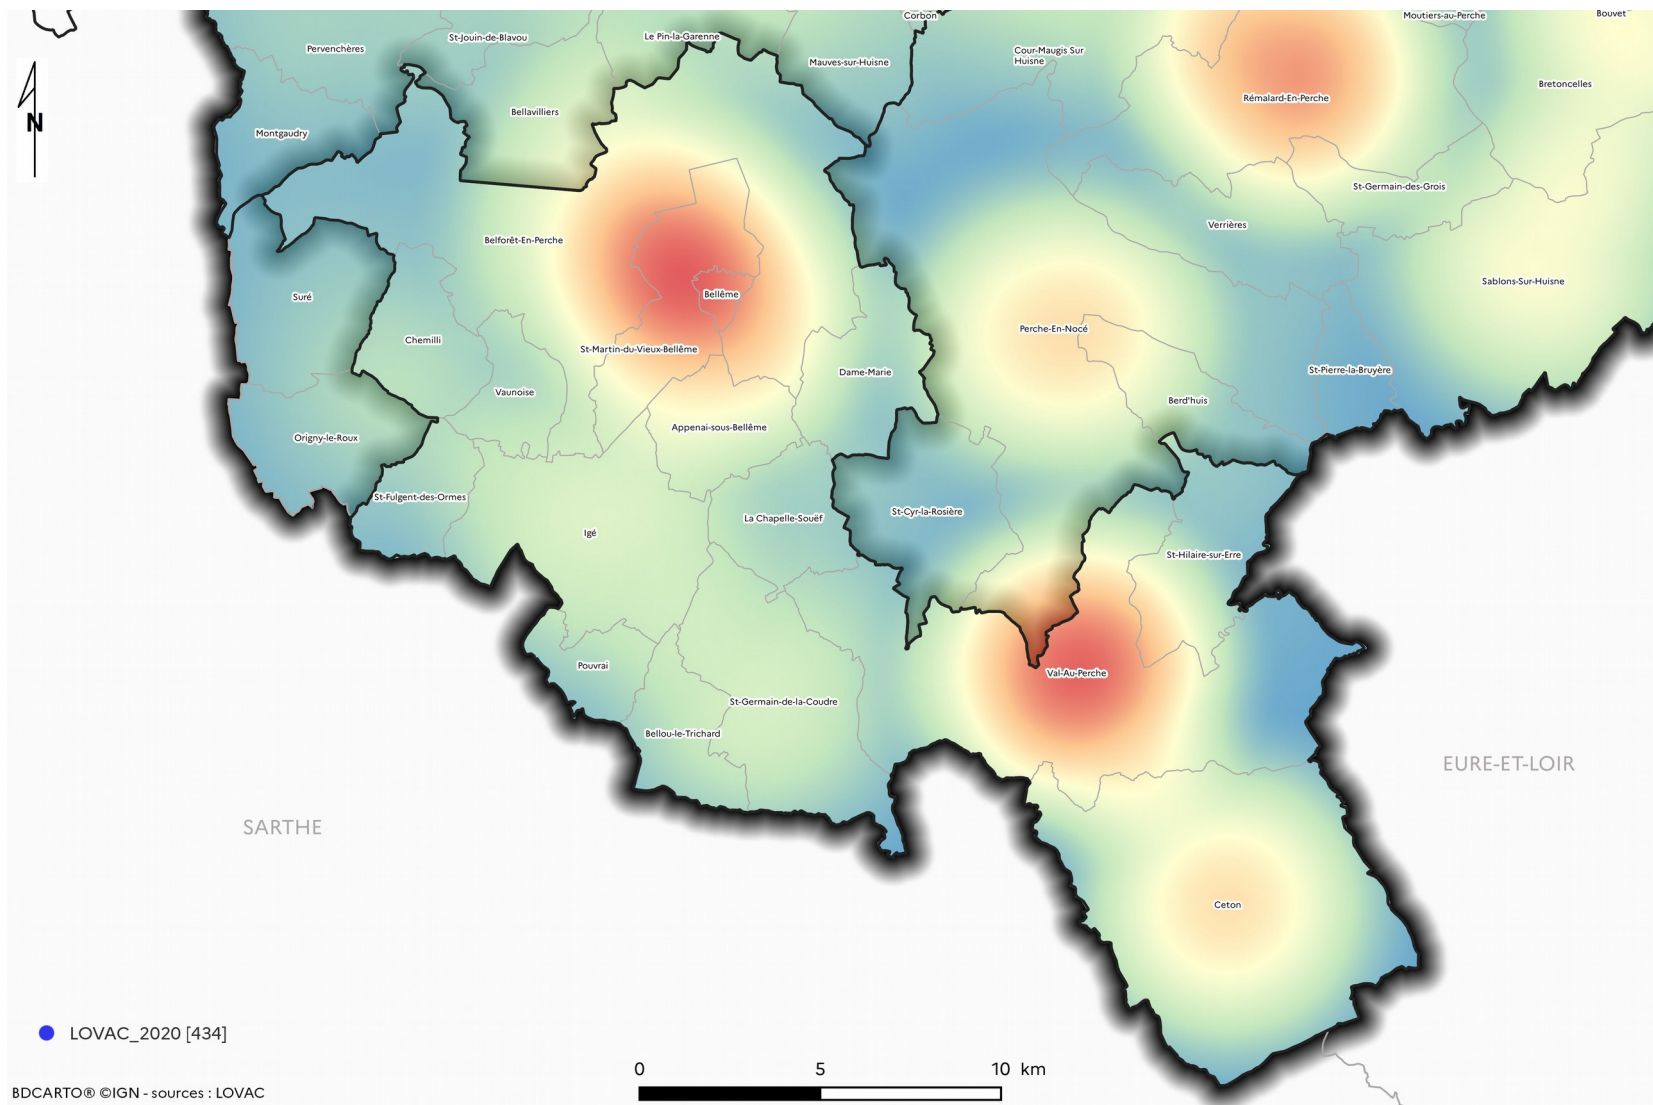 Corbon
Moutiers-au-Perche
Bouvet
St-Jouin-de-Blavou
Le Pin-la-Garenne
Pervenchères
Cour-Maugis Sur
Huisne
Mauves-sur-Huisne
Bretoncelles
Rémalard-En-Perche
Bellavilliers
N
Montgaudry
St-Germain-des-Grois
Verrières
Belforêt-En-Perche
Sablons-Sur-Huisne
Bellême
Suré
Perche-En-Nocé
Chemilli
St-Martin-du-Vieux-Bellême
Dame-Marie
St-Pierre-la-Bruyère
Vaunoise
Berd'huis
Appenai-sous-Bellême
Origny-le-Roux
St-Fulgent-des-Ormes
St-Cyr-la-Rosière
La Chapelle-Souëf
Igé
St-Hilaire-sur-Erre
Pouvrai
Val-Au-Perche
St-Germain-de-la-Coudre
Bellou-le-Trichard
EURE-ET-LOIR
SARTHE
Ceton
LOVAC_2020 [434]
0 5 10 km
BDCARTO® ©IGN - sources : LOVAC